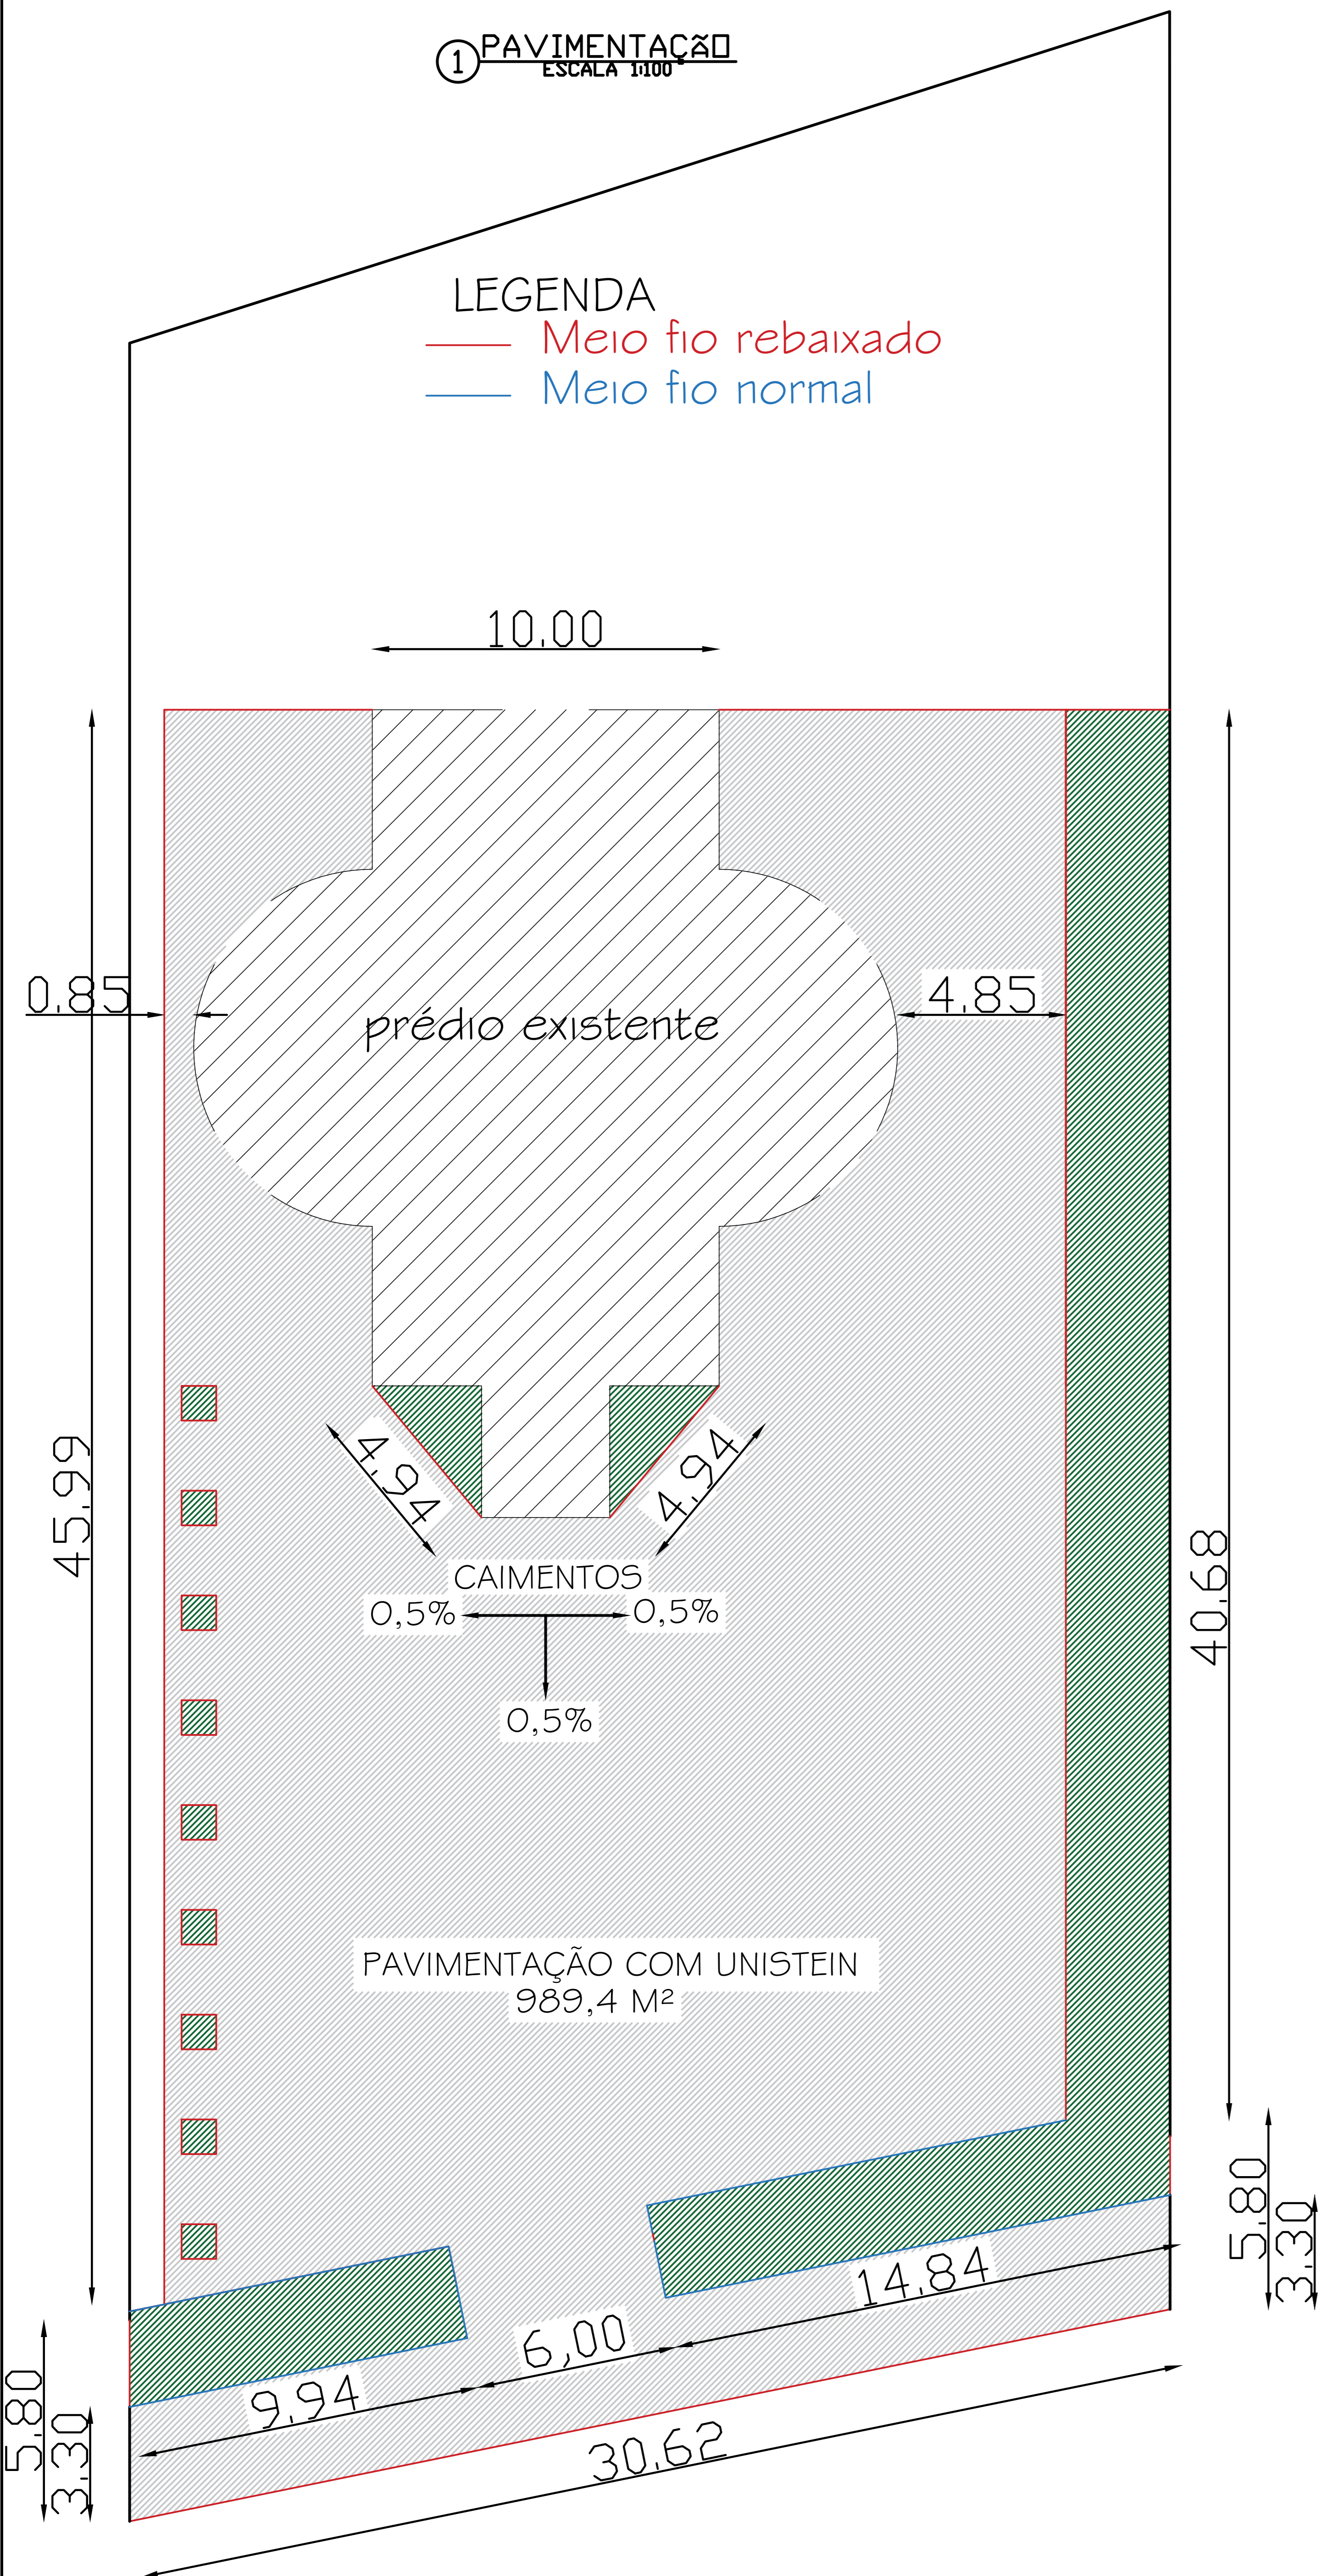 1
PAVIMENTAÇÃO
ESCALA 1:100
LEGENDA
Meio fio rebaixado
Meio fio normal
10.00
0.85
4.85
prédio existente
45.99
4.94
4.94
40.68
CAIMENTOS
0,5%
0,5%
0,5%
PAVIMENTAÇÃO COM UNISTEIN
989,4 M²
5.80
3.30
14.84
6,00
9.94
30.62
5.80
3.30